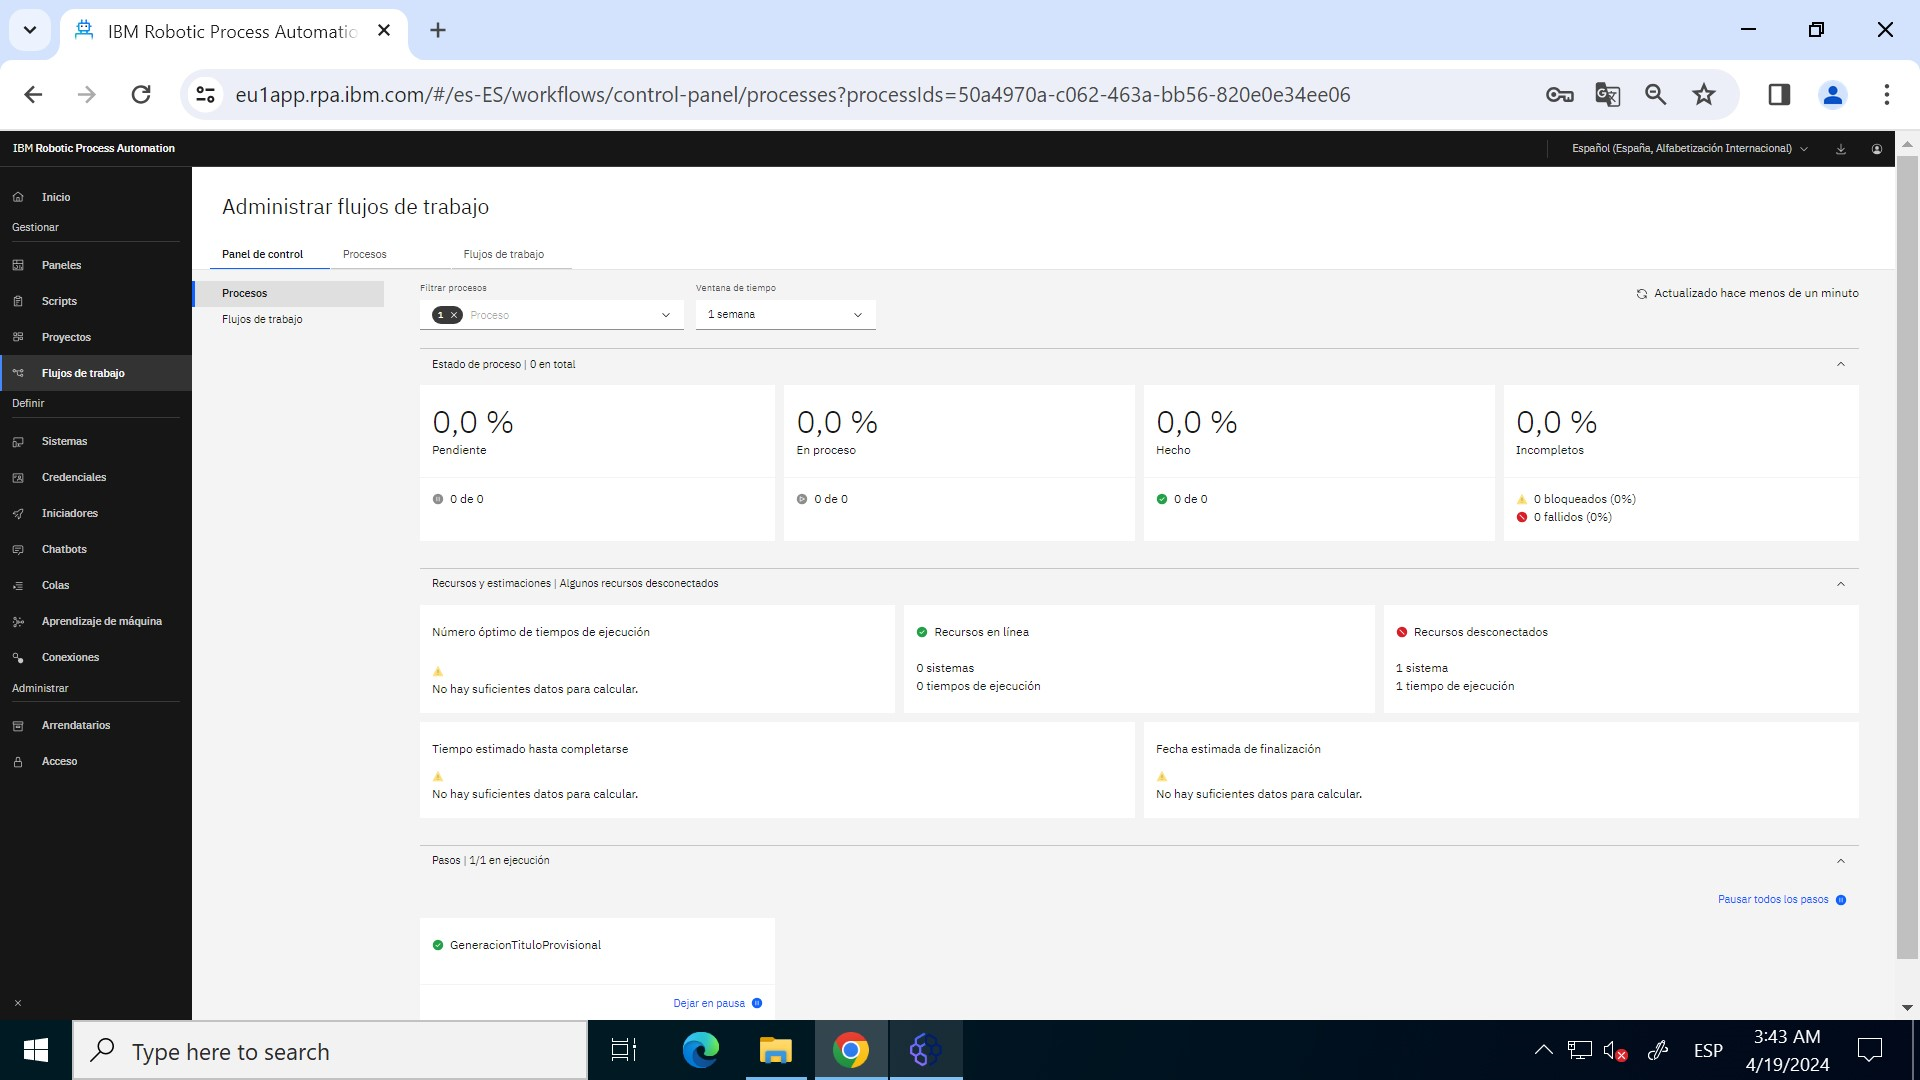 IBM Robotic Process Automatio
eu1app.rpa.ibm.com/#/es-ES/workflows/control-panel/processes?processIds=50a4970a-c062-463a-bb56-820e0e34ee06
IBM Robotic Process Automation
Español (España, Alfabetización Internacional)
Inicio
Gestionar
Paneles
Scripts
Proyectos
Flujos de trabajo
Definir
Sistemas
Credenciales
Iniciadores
Chatbots
Colas
Aprendizaje de máquina
Conexiones
Administrar
Arrendatarios
Acceso
Administrar flujos de trabajo
Panel de control
Procesos
Flujos de trabajo
Procesos
Flujos de trabajo
Filtrar procesos
1 Proceso
Ventana de tiempo
1 semana
Actualizado hace menos de un minuto
Estado de proceso | 0 en total
0,0 %
Pendiente
0 de 0
0,0 %
En proceso
0 de 0
0,0 %
Hecho
0 de 0
0,0 %
Incompletos
0 bloqueados (0%)
0 fallidos (0%)
Recursos y estimaciones | Algunos recursos desconectados
Número óptimo de tiempos de ejecución
No hay suficientes datos para calcular.
Recursos en línea
0 sistemas
0 tiempos de ejecución
Recursos desconectados
1 sistema
1 tiempo de ejecución
Tiempo estimado hasta completarse
No hay suficientes datos para calcular.
Fecha estimada de finalización
No hay suficientes datos para calcular.
Pasos | 1/1 en ejecución
Pausar todos los pasos
GeneracionTituloProvisional
Dejar en pausa
Type here to search
ESP
3:43 AM
4/19/2024